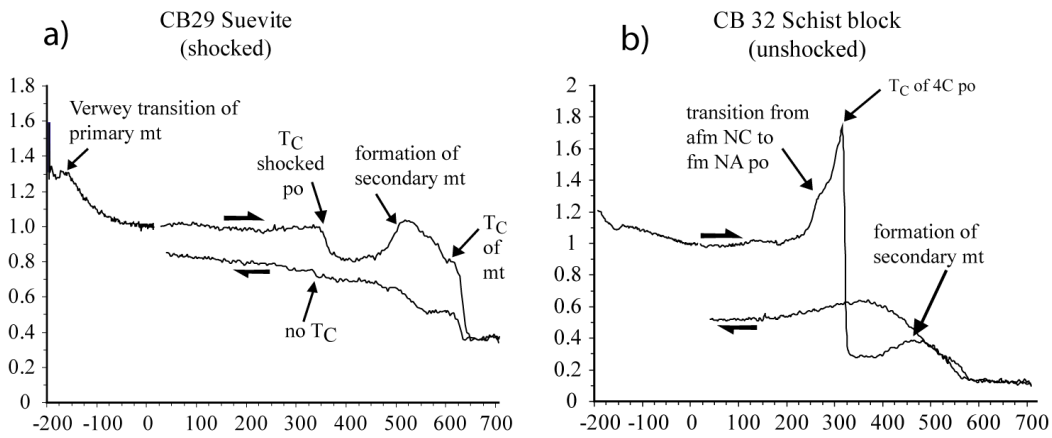 a)
CB29 Suevite
(shocked)
1.8
1.6
1.4
1.2
1.0
0.8
0.6
0.4
0.2
0
-200 -100 0 100 200 300 400 500 600 700
Verwey transition of
primary mt
T_C
shocked
po
formation of
secondary mt
T_C
of
mt
no T_C
b)
CB 32 Schist block
(unshocked)
2
1.8
1.6
1.4
1.2
1
0.8
0.6
0.4
0.2
0
-200 -100 0 100 200 300 400 500 600 700
transition from
afm NC to
fm NA po
T_C of 4C po
formation of
secondary mt